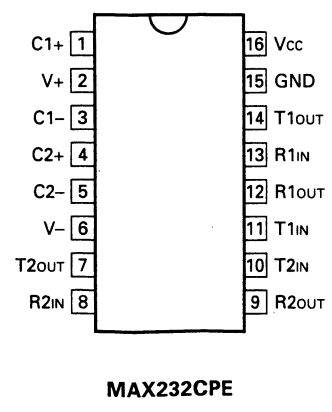 C1+ 1 16 Vcc
V+ 2 15 GND
C1– 3 14 T1OUT
C2+ 4 13 R1IN
C2– 5 12 R1OUT
V– 6 11 T1IN
T2OUT 7 10 T2IN
R2IN 8 9 R2OUT
MAX232CPE